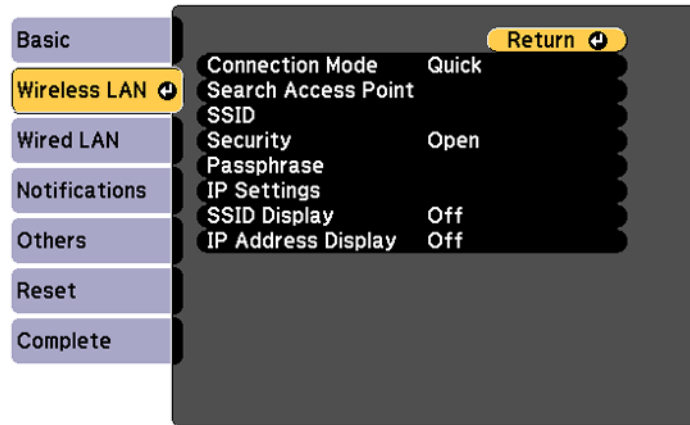 Basic
Wireless LAN
Wired LAN
Notifications
Others
Reset
Complete
Return
Connection Mode Quick
Search Access Point
SSID
Security Open
Passphrase
IP Settings
SSID Display Off
IP Address Display Off